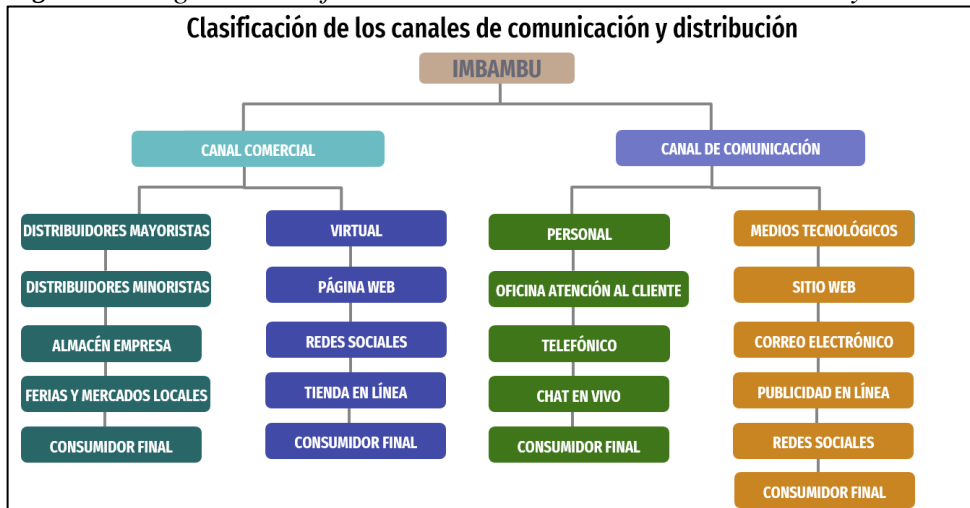 Clasificación de los canales de comunicación y distribución
IMBAMBU
CANAL COMERCIAL
CANAL DE COMUNICACIÓN
DISTRIBUIDORES MAYORISTAS
DISTRIBUIDORES MINORISTAS
ALMACÉN EMPRESA
FERIAS Y MERCADOS LOCALES
CONSUMIDOR FINAL
VIRTUAL
PÁGINA WEB
REDES SOCIALES
TIENDA EN LÍNEA
CONSUMIDOR FINAL
PERSONAL
OFICINA ATENCIÓN AL CLIENTE
TELEFÓNICO
CHAT EN VIVO
CONSUMIDOR FINAL
MEDIOS TECNOLÓGICOS
SITIO WEB
CORREO ELECTRÓNICO
PUBLICIDAD EN LÍNEA
REDES SOCIALES
CONSUMIDOR FINAL